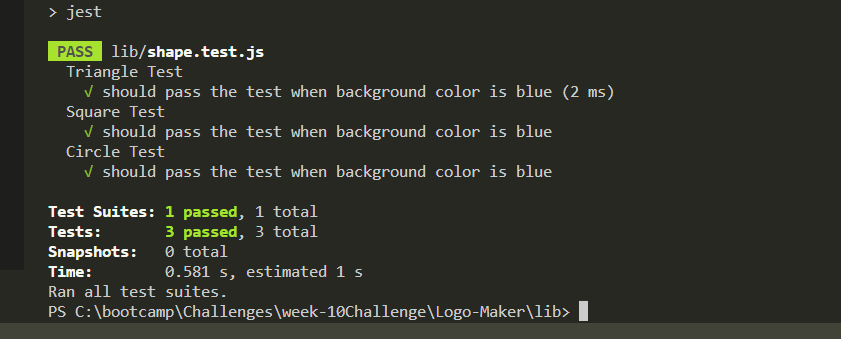 > jest
PASS lib/shape.test.js
Triangle Test
√ should pass the test when background color is blue (2 ms)
Square Test
√ should pass the test when background color is blue
Circle Test
√ should pass the test when background color is blue
Test Suites: 1 passed, 1 total
Tests: 3 passed, 3 total
Snapshots: 0 total
Time: 0.581 s, estimated 1 s
Ran all test suites.
PS C:\bootcamp\Challenges\week-10Challenge\Logo-Maker\lib>